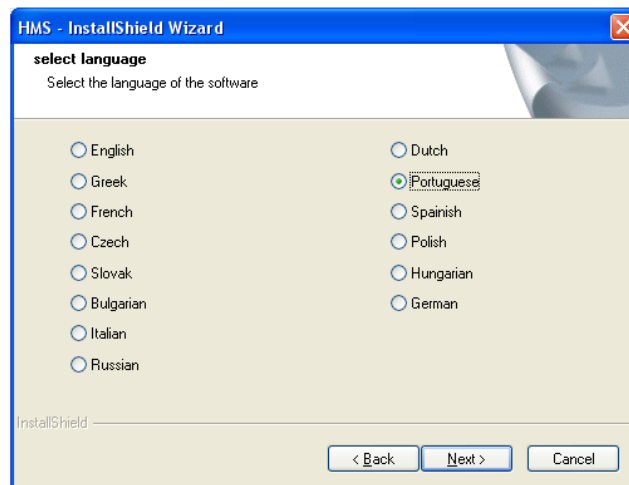 HMS - InstallShield Wizard
select language
Select the language of the software
English
Greek
French
Czech
Slovak
Bulgarian
Italian
Russian
Dutch
Portuguese
Spainish
Polish
Hungarian
German
InstallShield
< Back
Next >
Cancel